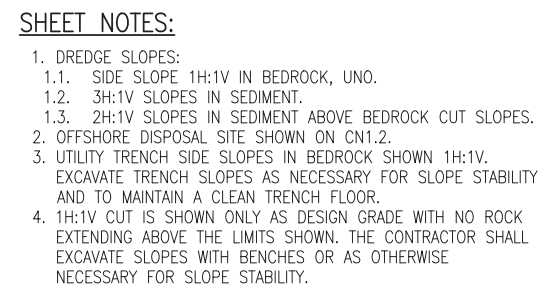 SHEET NOTES:
1. DREDGE SLOPES:
1.1. SIDE SLOPE 1H:1V IN BEDROCK, UNO.
1.2. 3H:1V SLOPES IN SEDIMENT.
1.3. 2H:1V SLOPES IN SEDIMENT ABOVE BEDROCK CUT SLOPES.
2. OFFSHORE DISPOSAL SITE SHOWN ON CN1.2.
3. UTILITY TRENCH SIDE SLOPES IN BEDROCK SHOWN 1H:1V.
EXCAVATE TRENCH SLOPES AS NECESSARY FOR SLOPE STABILITY
AND TO MAINTAIN A CLEAN TRENCH FLOOR.
4. 1H:1V CUT IS SHOWN ONLY AS DESIGN GRADE WITH NO ROCK
EXTENDING ABOVE THE LIMITS SHOWN. THE CONTRACTOR SHALL
EXCAVATE SLOPES WITH BENCHES OR AS OTHERWISE
NECESSARY FOR SLOPE STABILITY.